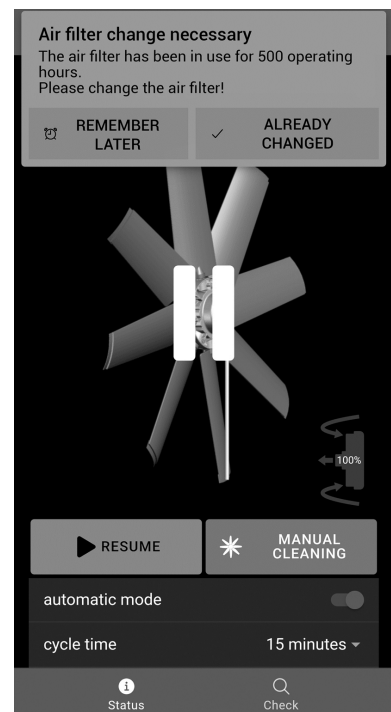 Air filter change necessary
The air filter has been in use for 500 operating
hours.
Please change the air filter!
REMEMBER
LATER
ALREADY
CHANGED
100%
RESUME
MANUAL
CLEANING
automatic mode
cycle time
15 minutes
Status
Check